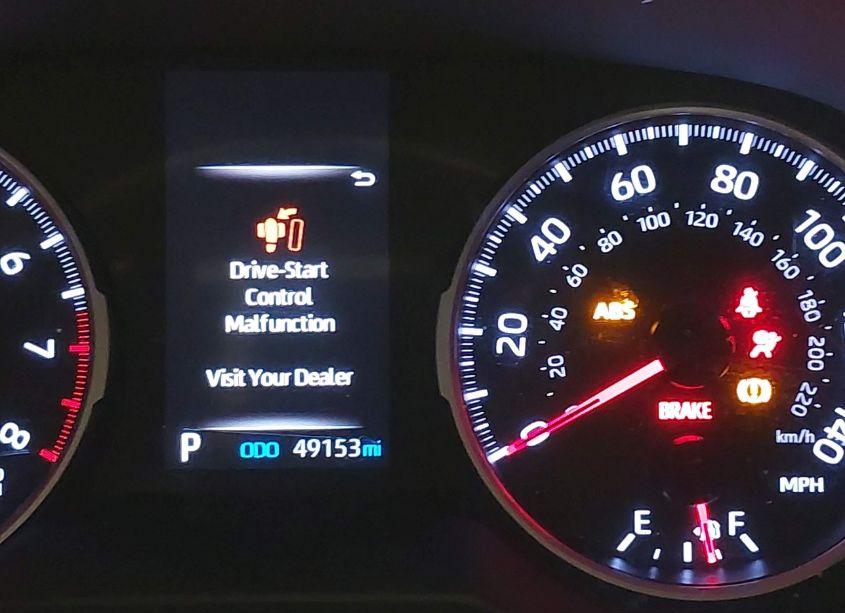 Drive-Start
Control
Malfunction
Visit Your Dealer
P ODO 49153mi
6
7
8
0
20
40
60
80
100
140
20
40
60
80
100
120
140
160
180
200
220
km/h
MPH
ABS
BRAKE
E
F